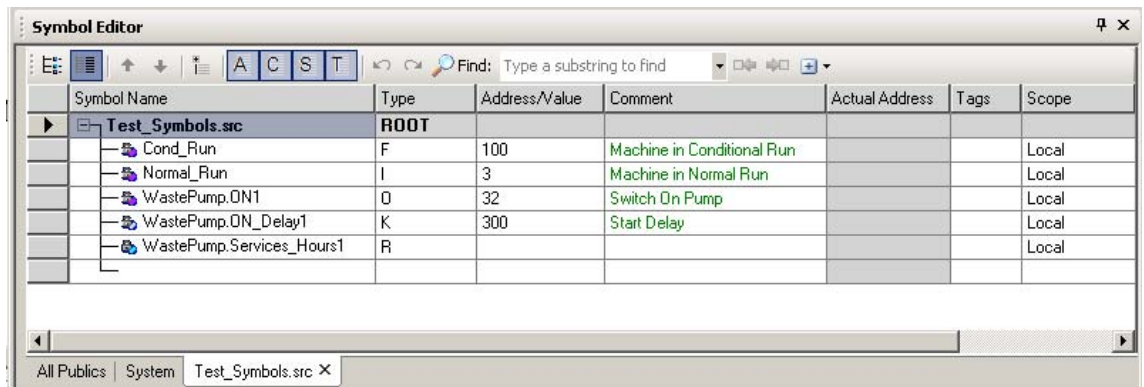 Symbol Editor
A C S T Find: Type a substring to find
Symbol Name Type Address/Value Comment Actual Address Tags Scope
Test_Symbols.src ROOT
Cond_Run F 100 Machine in Conditional Run Local
Normal_Run I 3 Machine in Normal Run Local
WastePump.ON1 O 32 Switch On Pump Local
WastePump.ON_Delay1 K 300 Start Delay Local
WastePump.Services_Hours1 R Local
All Publics System Test_Symbols.src